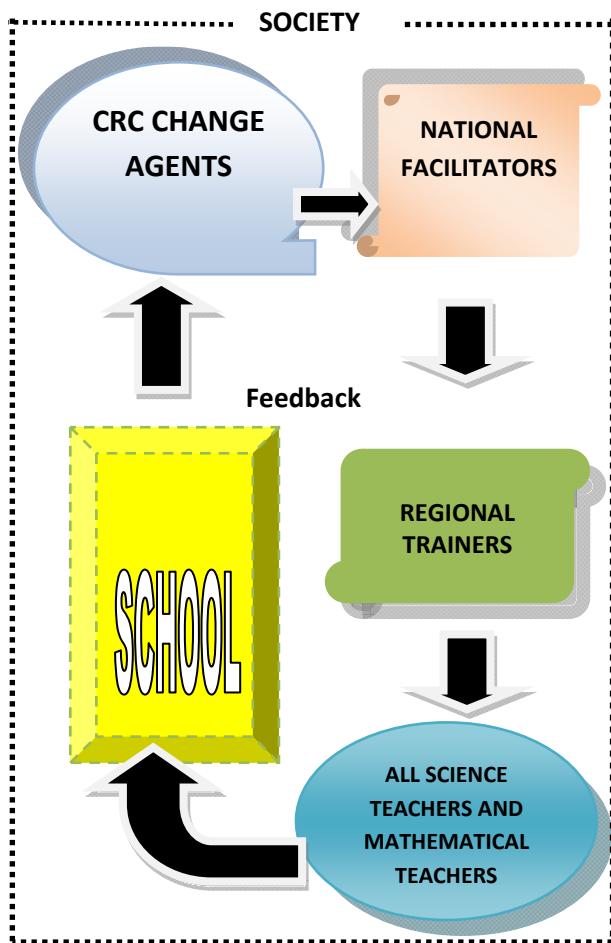 SOCIETY
CRC CHANGE
AGENTS
NATIONAL
FACILITATORS
Feedback
REGIONAL
TRAINERS
SCHOOL
ALL SCIENCE
TEACHERS AND
MATHEMATICAL
TEACHERS